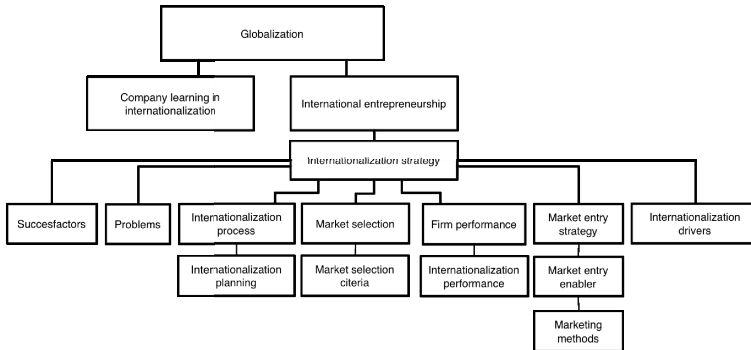 Globalization
Company learning in
internationalization
International entrepreneurship
Internationalization strategy
Succesfactors
Problems
Internationalization
process
Market selection
Firm performance
Market entry
strategy
Internationalization
drivers
Internationalization
planning
Market selection
citeria
Internationalization
performance
Market entry
enabler
Marketing
methods